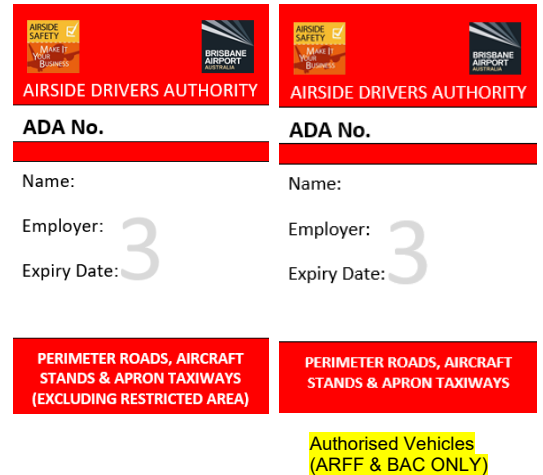 AIRSIDE
SAFETY
MAKE IT
YOUR
BUSINESS
BRISBANE
AIRPORT
AUSTRALIA
AIRSIDE DRIVERS AUTHORITY
ADA No.
Name:
Employer:
3
Expiry Date:
PERIMETER ROADS, AIRCRAFT
STANDS & APRON TAXIWAYS
(EXCLUDING RESTRICTED AREA)
AIRSIDE
SAFETY
MAKE IT
YOUR
BUSINESS
BRISBANE
AIRPORT
AUSTRALIA
AIRSIDE DRIVERS AUTHORITY
ADA No.
Name:
Employer:
3
Expiry Date:
PERIMETER ROADS, AIRCRAFT
STANDS & APRON TAXIWAYS
Authorised Vehicles
(ARFF & BAC ONLY)